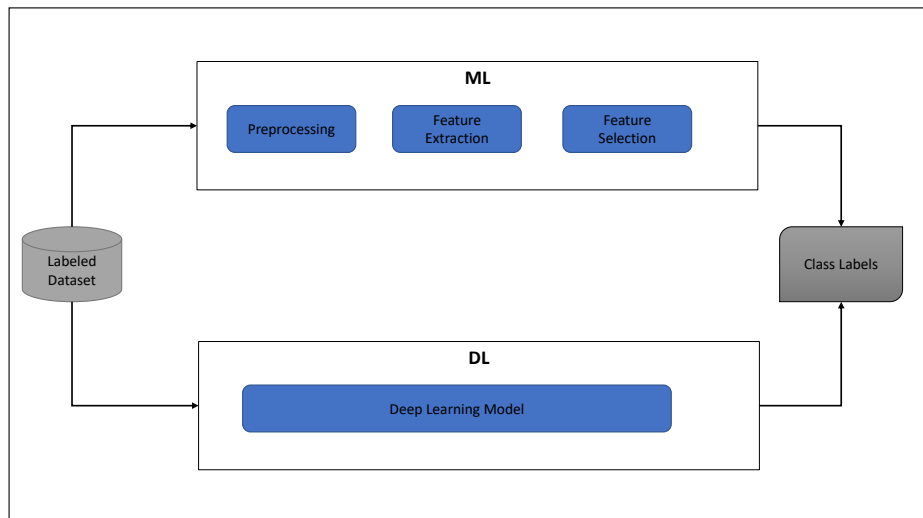 ML
Preprocessing
Feature
Extraction
Feature
Selection
Labeled
Dataset
Class Labels
DL
Deep Learning Model